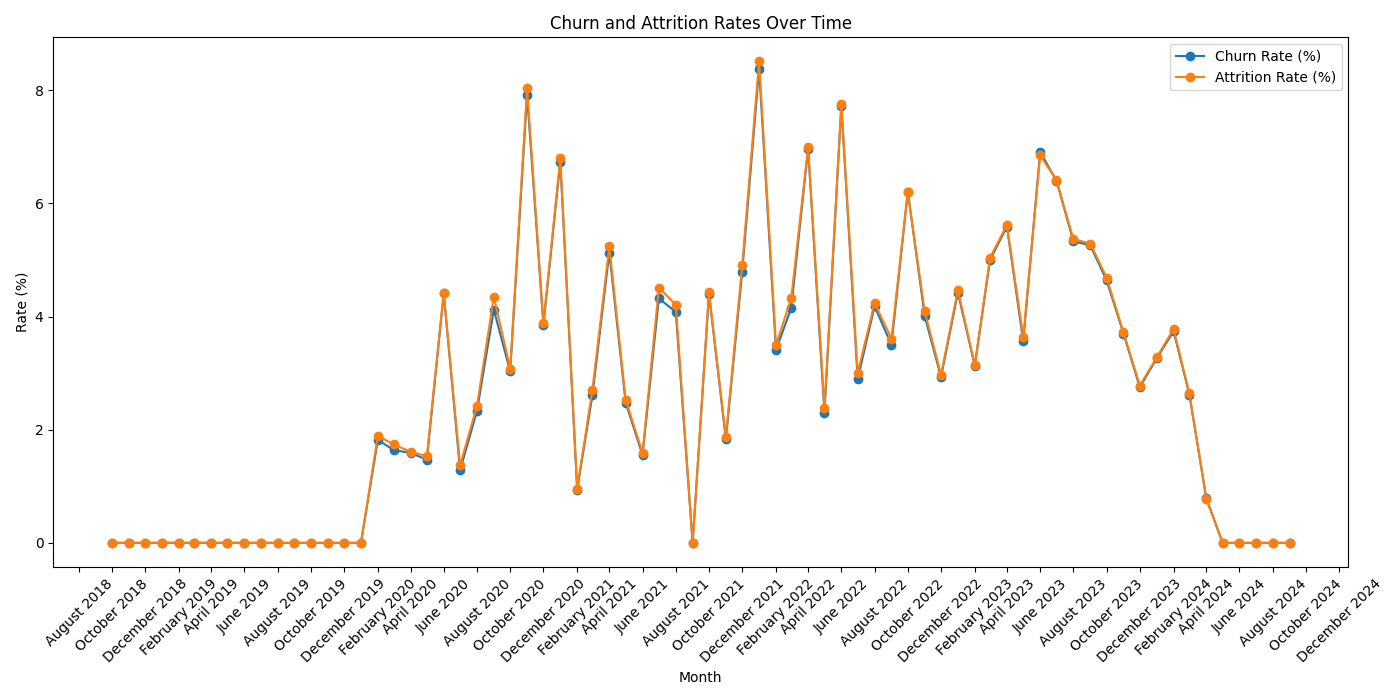 Churn and Attrition Rates Over Time
Churn Rate (%)
Attrition Rate (%)
Rate (%)
8
6
4
2
0
August 2018
October 2018
December 2018
February 2019
April 2019
June 2019
August 2019
October 2019
December 2019
February 2020
April 2020
June 2020
August 2020
October 2020
December 2020
February 2021
April 2021
June 2021
August 2021
October 2021
December 2021
February 2022
April 2022
June 2022
August 2022
October 2022
December 2022
February 2023
April 2023
June 2023
August 2023
October 2023
December 2023
February 2024
April 2024
June 2024
August 2024
October 2024
December 2024
Month